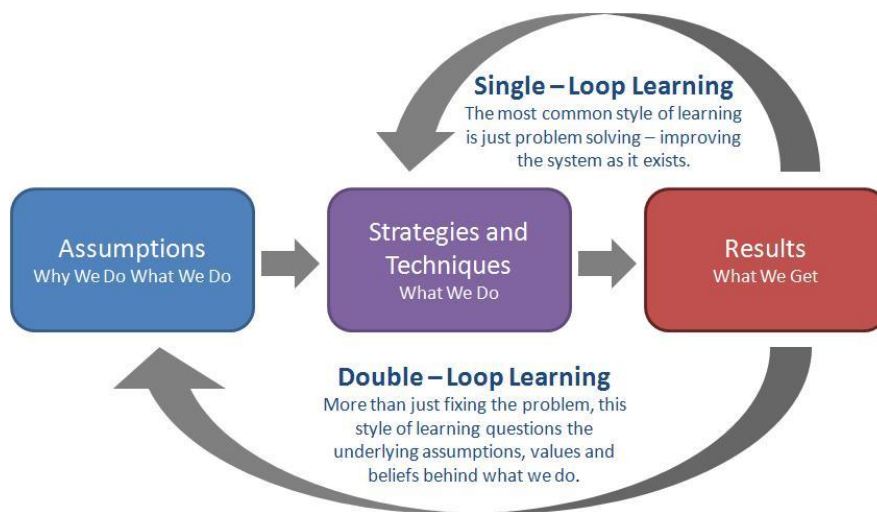 Single – Loop Learning
The most common style of learning
is just problem solving – improving
the system as it exists.
Assumptions
Why We Do What We Do
Strategies and
Techniques
What We Do
Results
What We Get
Double – Loop Learning
More than just fixing the problem, this
style of learning questions the
underlying assumptions, values and
beliefs behind what we do.